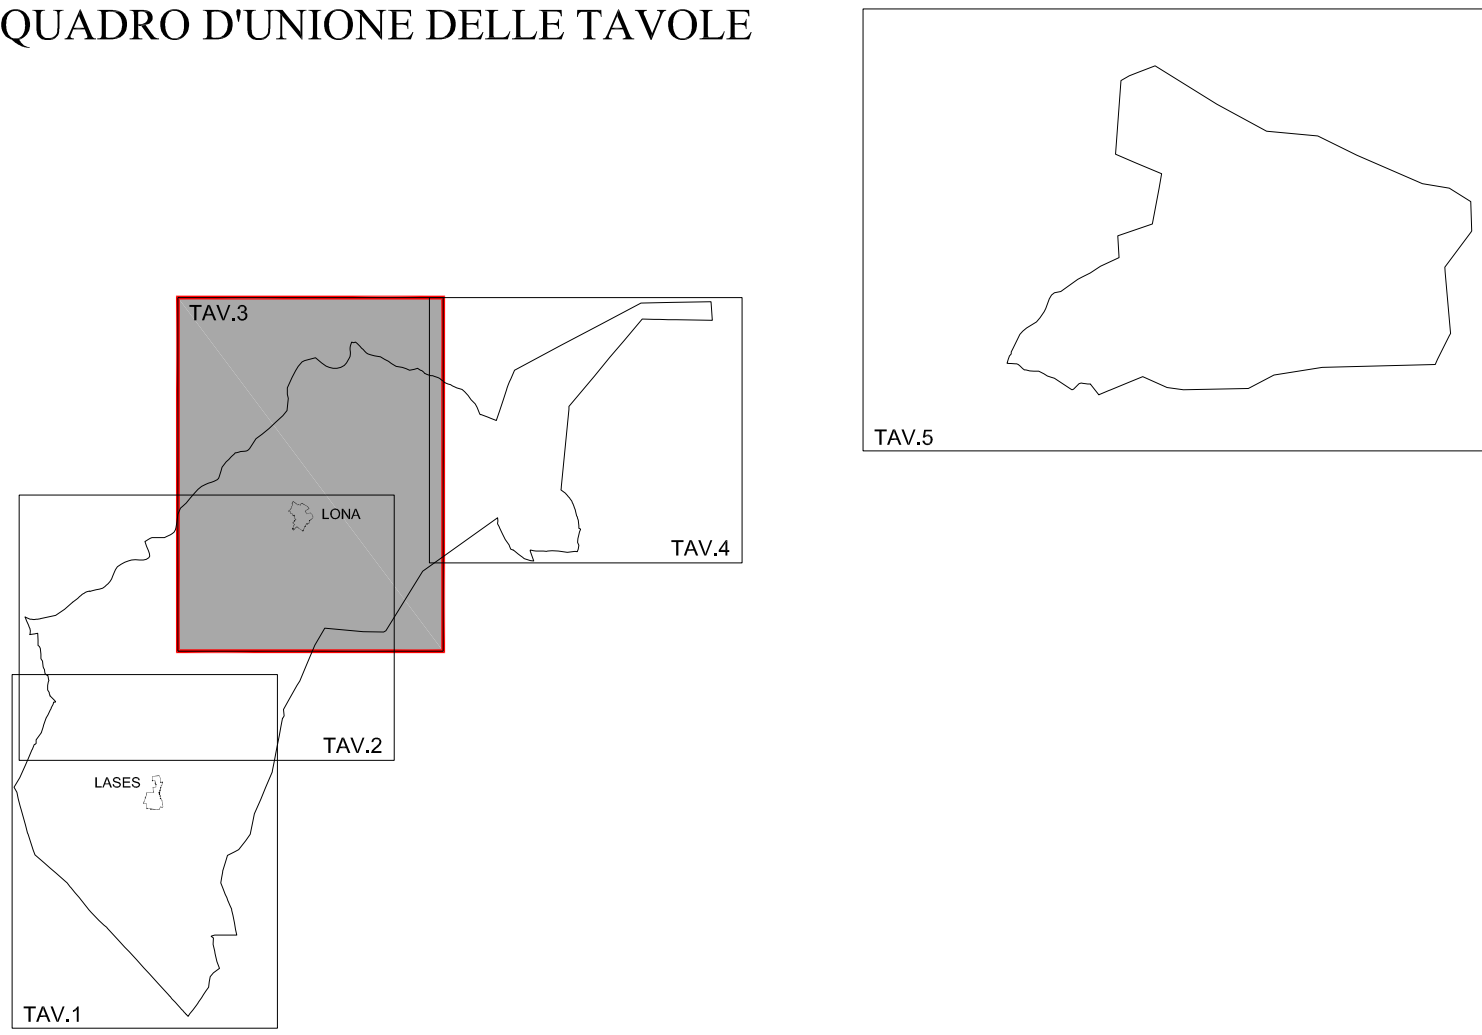 QUADRO D'UNIONE DELLE TAVOLE
TAV.3
TAV.5
LONA
TAV.4
TAV.2
LASES
TAV.1